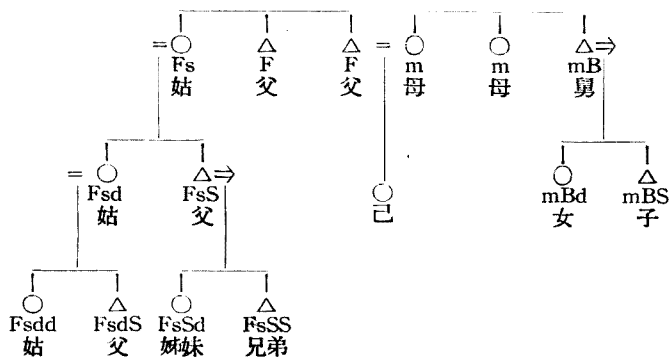 Fs F F m m mB
姑 父 父 母 母 舅
Fsd FsS mBd mBS
姑 父 己 女 子
Fsdd FsdS FsSd FsSS
姑 父 姊妹 兄弟